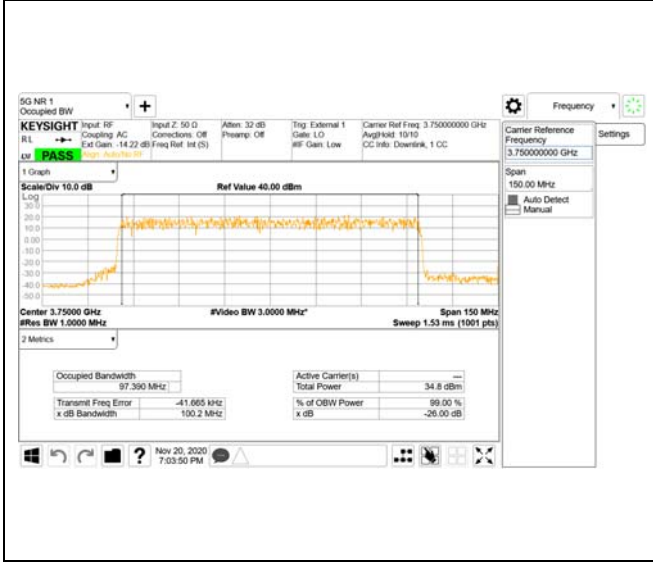 5G NR 1
Occupied BW
Frequency
KEYSIGHT Input: RF Input Z: 50 Ω Atten: 32 dB Trig: External 1 Carrier Ref Freq: 3.750000000 GHz
RL Coupling: AC Corrections: Off Preamp: Off Gate: LO Avg|Hold: 10/10
Ext Gain: -14.22 dB Freq Ref: Int (S) #IF Gain: Low CC Info: Downlink, 1 CC
PASS Align: Auto/No RF
Carrier Reference
Frequency
3.750000000 GHz
Settings
Span
150.00 MHz
Auto Detect
Manual
1 Graph
Scale/Div 10.0 dB Ref Value 40.00 dBm
Log
30.0
20.0
10.0
0.00
-10.0
-20.0
-30.0
-40.0
-50.0
Center 3.75000 GHz #Video BW 3.0000 MHz* Span 150 MHz
#Res BW 1.0000 MHz Sweep 1.53 ms (1001 pts)
2 Metrics
Occupied Bandwidth
97.390 MHz
Active Carrier(s) ---
Total Power 34.8 dBm
Transmit Freq Error -41.665 kHz
x dB Bandwidth 100.2 MHz
% of OBW Power 99.00 %
x dB -26.00 dB
Nov 20, 2020
7:03:50 PM